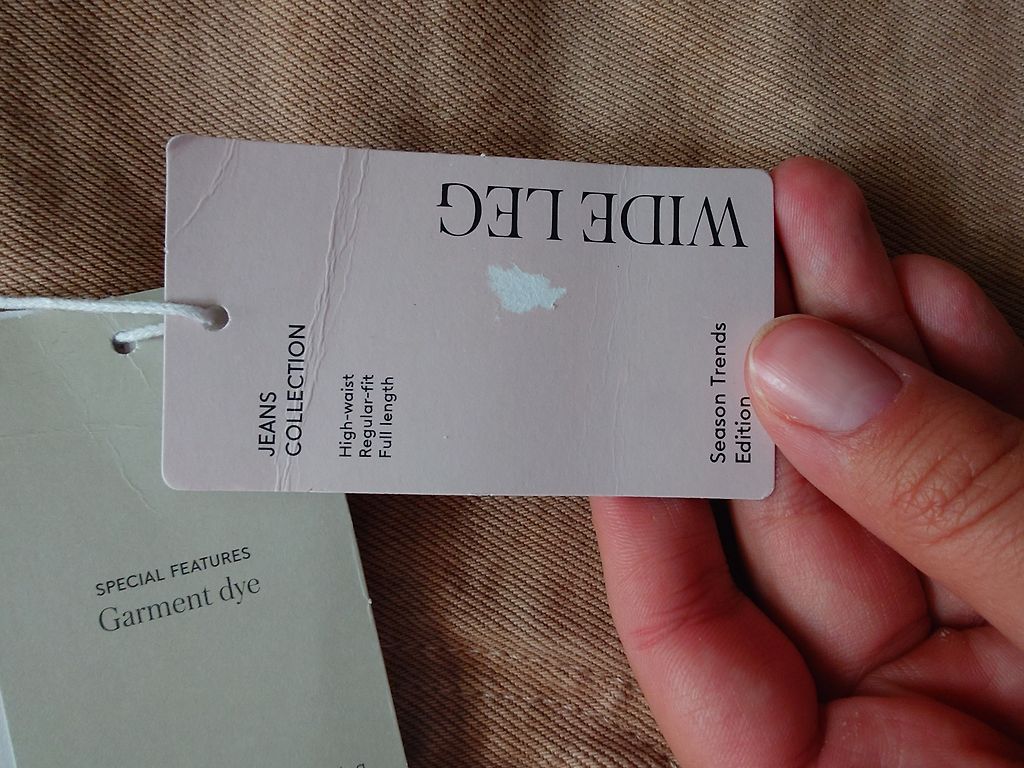 WIDE LEG
JEANS
COLLECTION
High-waist
Regular-fit
Full length
Season Trends
Edition
SPECIAL FEATURES
Garment dye